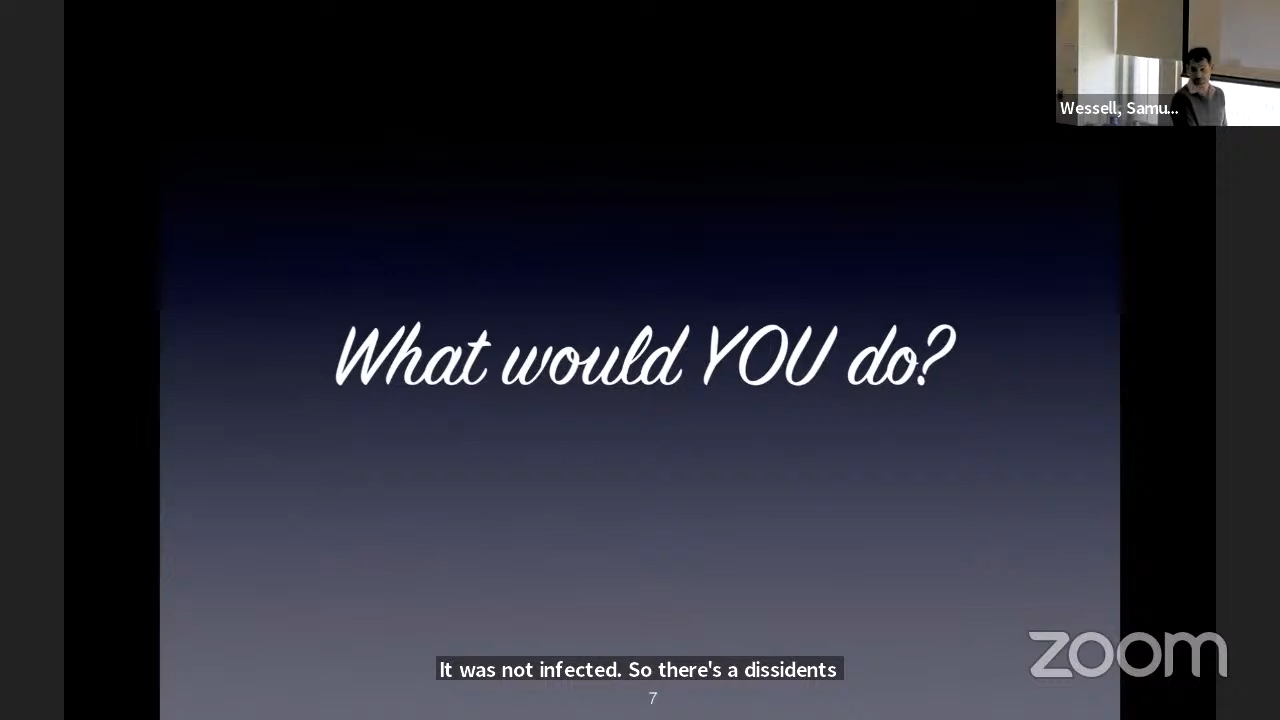 Wessell, Samu...
What would YOU do?
It was not infected. So there's a dissidents
7
zoom